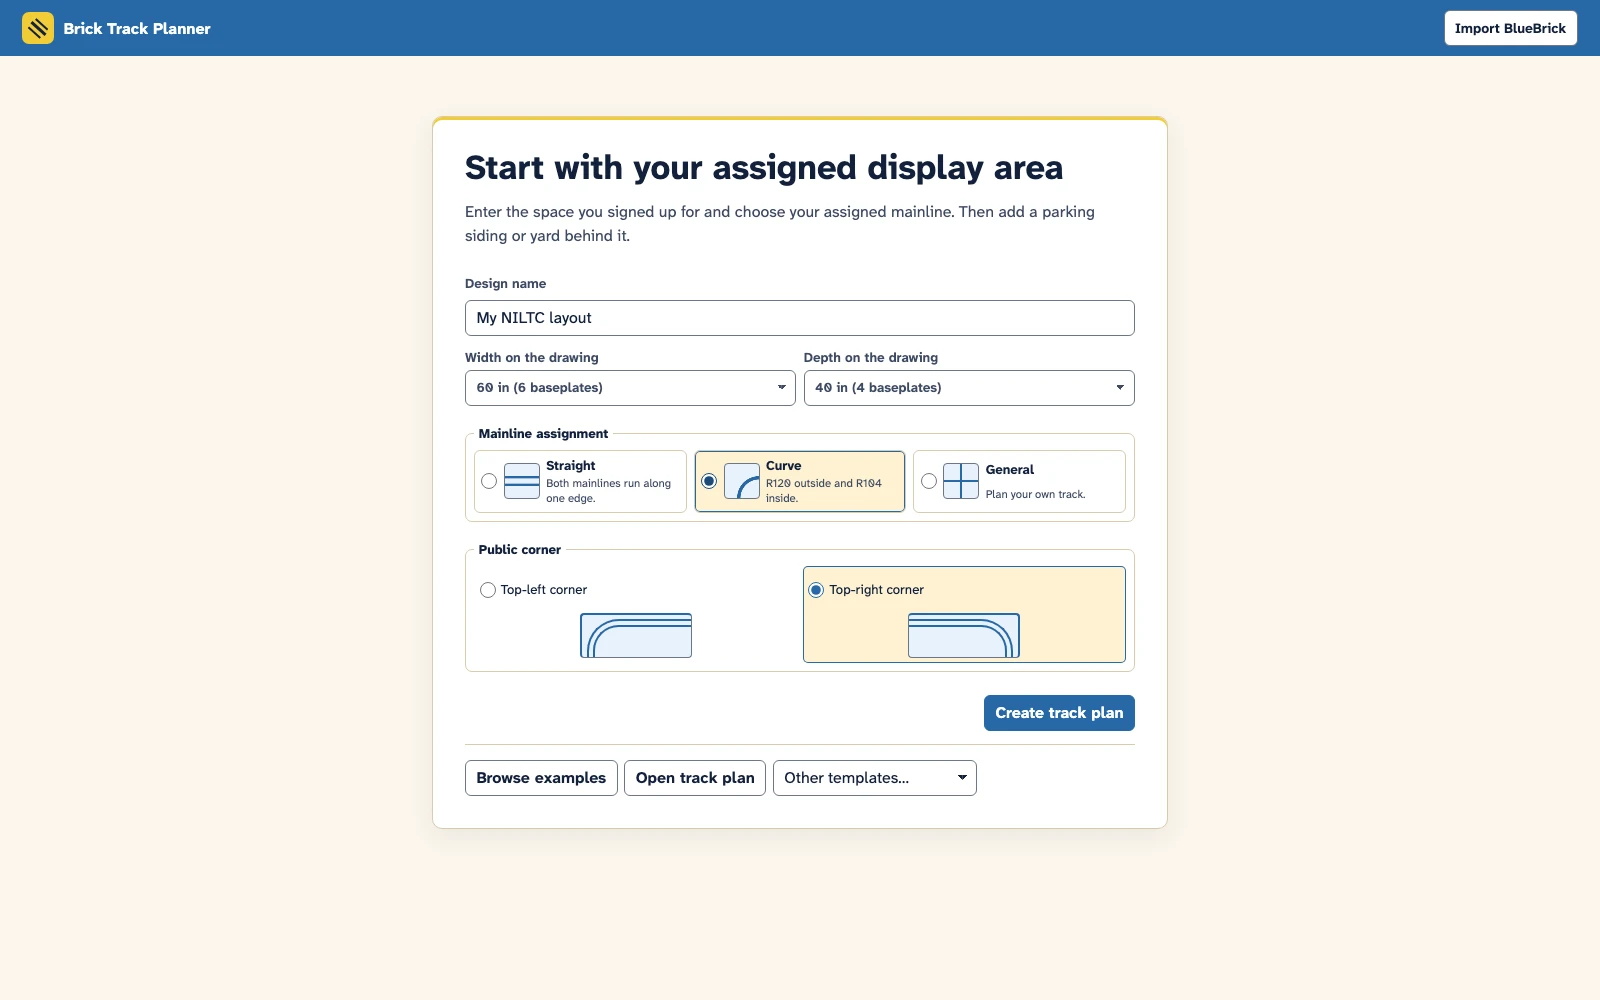 Brick Track Planner
Import BlueBrick
Start with your assigned display area
Enter the space you signed up for and choose your assigned mainline. Then add a parking
siding or yard behind it.
Design name
My NILTC layout
Width on the drawing
Depth on the drawing
60 in (6 baseplates)
40 in (4 baseplates)
Mainline assignment
Straight
Both mainlines run along
one edge.
Curve
R120 outside and R104
inside.
General
Plan your own track.
Public corner
Top-left corner
Top-right corner
Create track plan
Browse examples
Open track plan
Other templates...